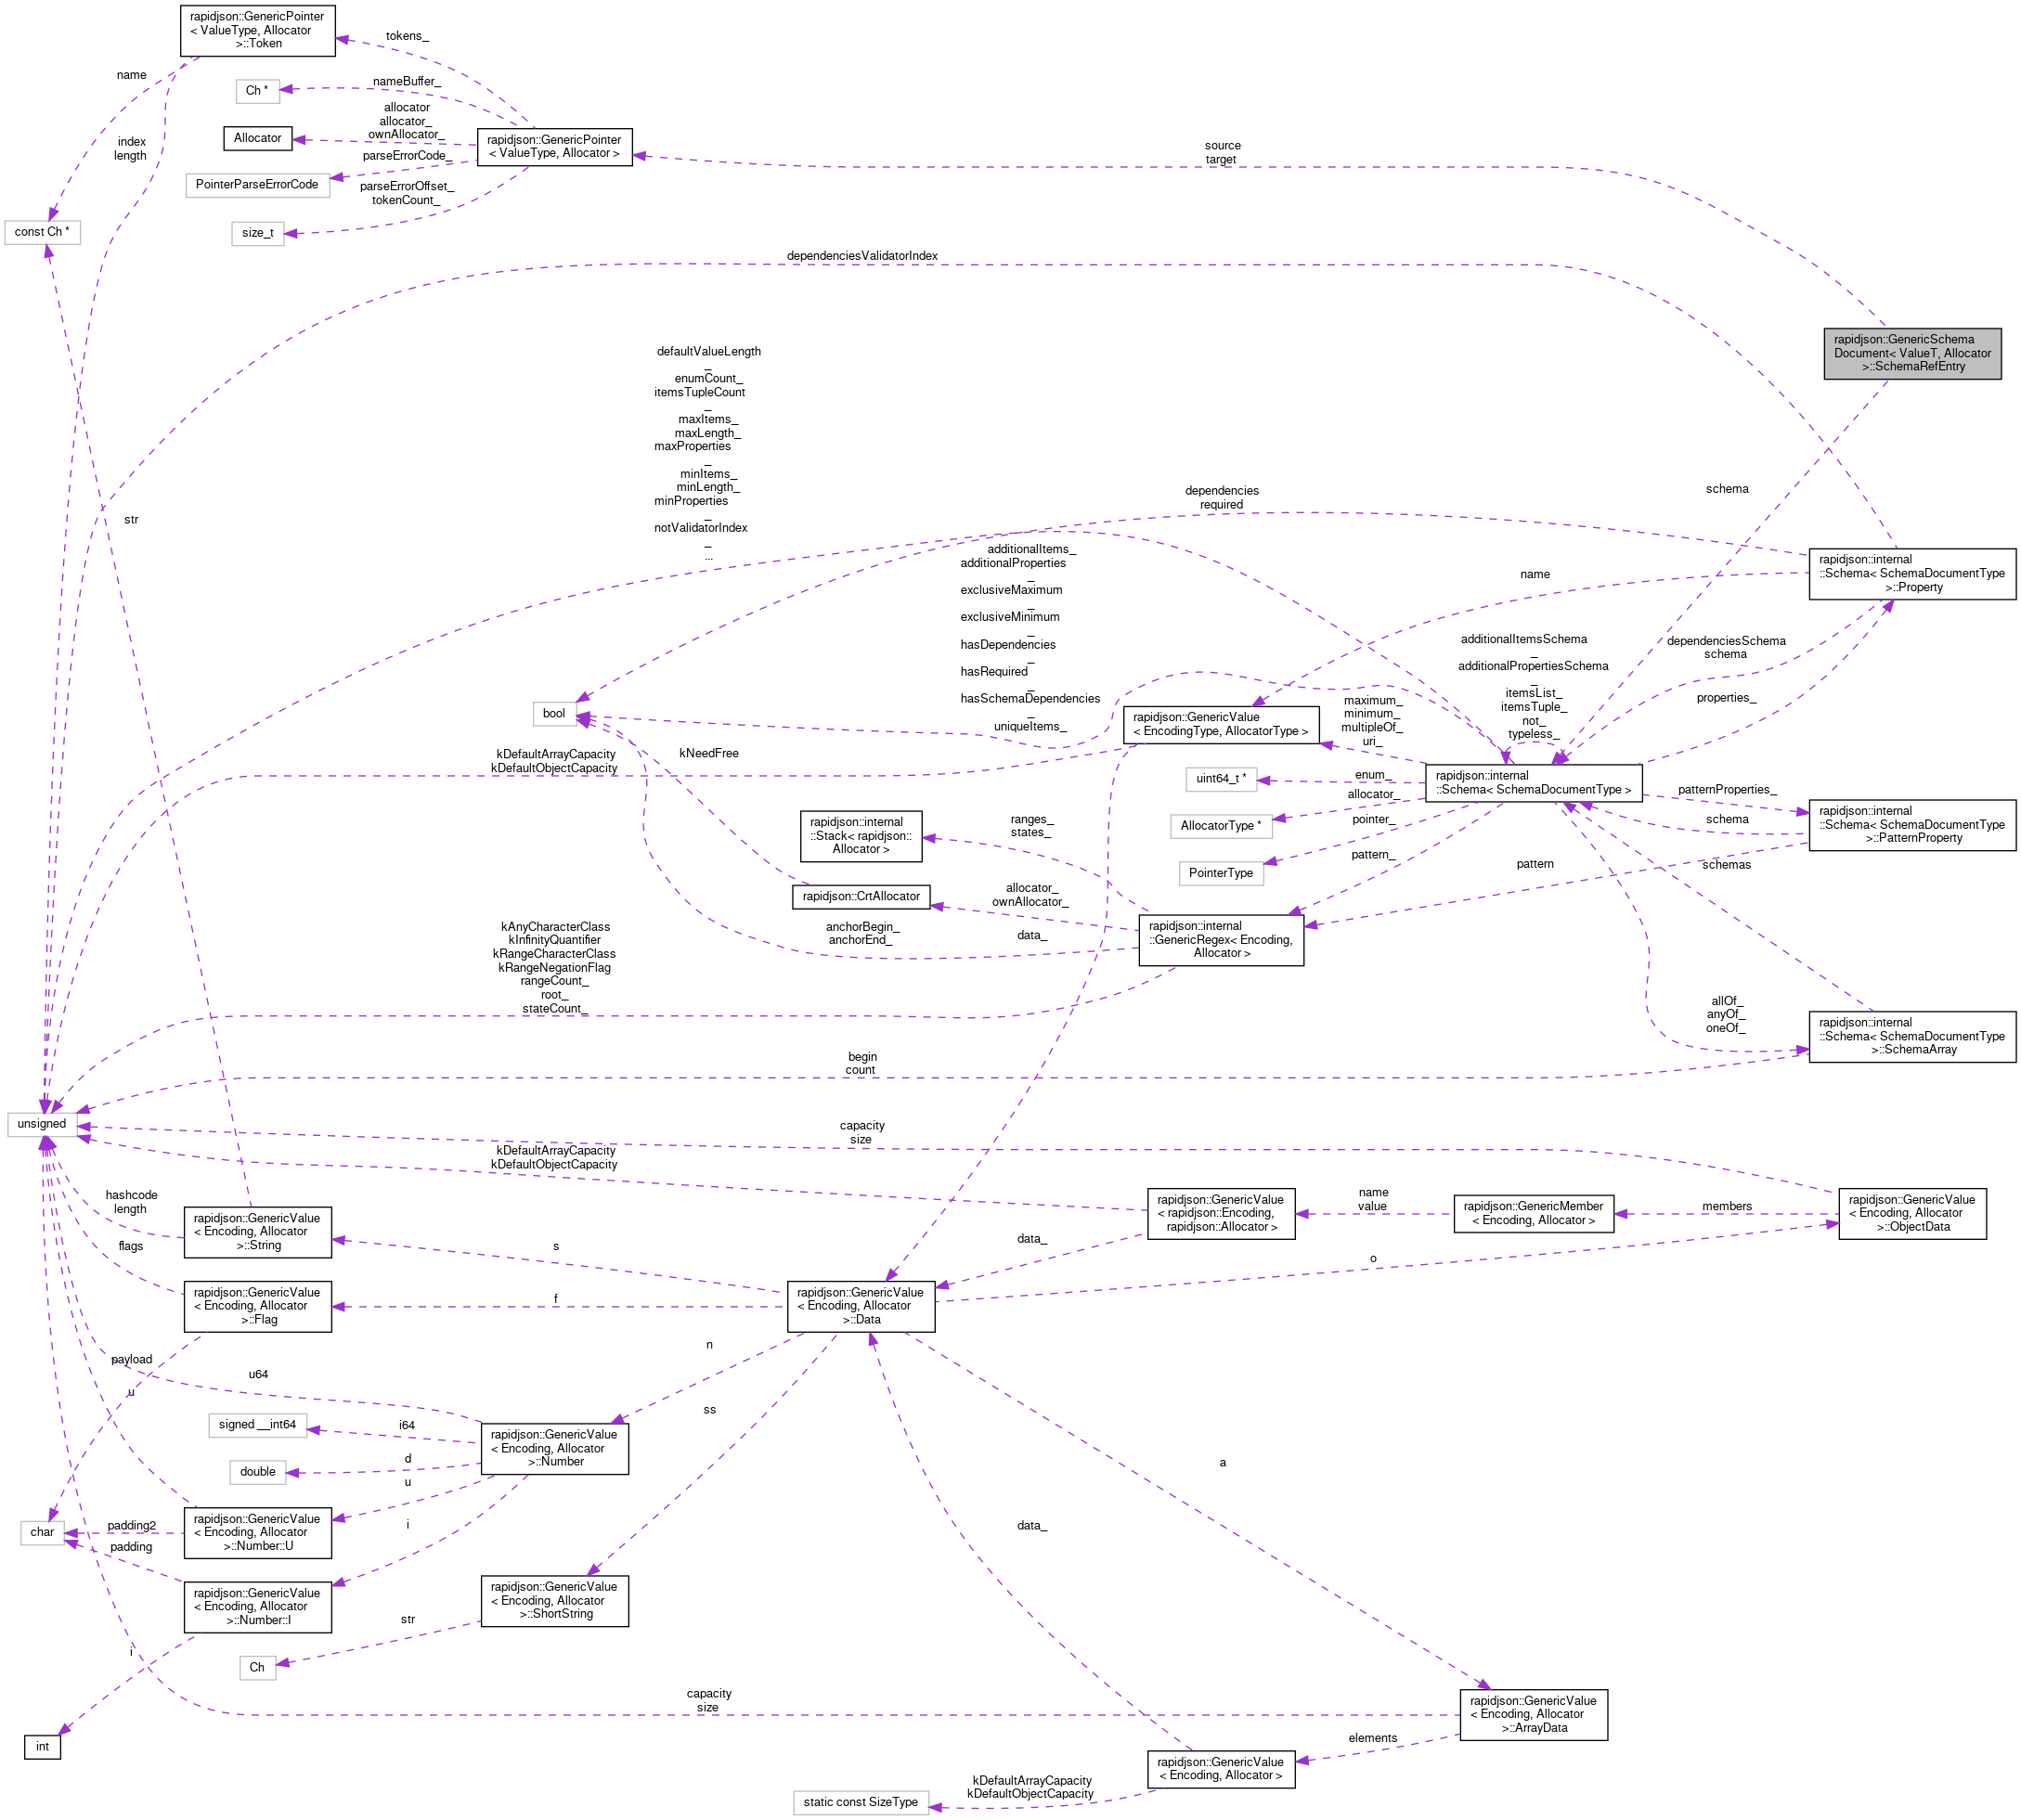 rapidjson::GenericPointer
< ValueType, Allocator
>::Token
tokens_
name
nameBuffer_
Ch *
allocator
allocator_
ownAllocator_
Allocator
index
length
rapidjson::GenericPointer
< ValueType, Allocator >
source
target
parseErrorCode_
PointerParseErrorCode
parseErrorOffset_
tokenCount_
const Ch *
size_t
dependenciesValidatorIndex
rapidjson::GenericSchema
Document< ValueT, Allocator
>::SchemaRefEntry
defaultValueLength
_
enumCount_
itemsTupleCount
_
maxItems_
maxLength_
maxProperties
_
minItems_
minLength_
minProperties
_
notValidatorIndex
_
...
str
schema
dependencies
required
additionalItems_
additionalProperties
_
exclusiveMaximum
_
exclusiveMinimum
_
hasDependencies
_
hasRequired
_
hasSchemaDependencies
_
uniqueItems_
name
rapidjson::internal
::Schema< SchemaDocumentType
>::Property
additionalItemsSchema
_
additionalPropertiesSchema
_
itemsList_
itemsTuple_
not_
typeless_
dependenciesSchema
schema
properties_
bool
rapidjson::GenericValue
< EncodingType, AllocatorType >
maximum_
minimum_
multipleOf_
uri_
kDefaultArrayCapacity
kDefaultObjectCapacity
kNeedFree
uint64_t *
enum_
rapidjson::internal
::Schema< SchemaDocumentType >
patternProperties_
allocator_
AllocatorType *
rapidjson::internal
::Stack< rapidjson::
Allocator >
ranges_
states_
pointer_
schema
rapidjson::internal
::Schema< SchemaDocumentType
>::PatternProperty
pattern_
pattern
schemas
PointerType
rapidjson::CrtAllocator
allocator_
ownAllocator_
anchorBegin_
anchorEnd_
data_
rapidjson::internal
::GenericRegex< Encoding,
Allocator >
kAnyCharacterClass
kInfinityQuantifier
kRangeCharacterClass
kRangeNegationFlag
rangeCount_
root_
stateCount_
allOf_
anyOf_
oneOf_
rapidjson::internal
::Schema< SchemaDocumentType
>::SchemaArray
begin
count
unsigned
capacity
size
kDefaultArrayCapacity
kDefaultObjectCapacity
hashcode
length
rapidjson::GenericValue
< Encoding, Allocator
>::String
rapidjson::GenericValue
< rapidjson::Encoding,
rapidjson::Allocator >
name
value
rapidjson::GenericMember
< Encoding, Allocator >
members
rapidjson::GenericValue
< Encoding, Allocator
>::ObjectData
flags
s
data_
o
rapidjson::GenericValue
< Encoding, Allocator
>::Flag
f
rapidjson::GenericValue
< Encoding, Allocator
>::Data
payload
u64
u
n
ss
signed __int64
i64
rapidjson::GenericValue
< Encoding, Allocator
>::Number
double
d
u
a
char
padding2
padding
rapidjson::GenericValue
< Encoding, Allocator
>::Number::U
i
data_
rapidjson::GenericValue
< Encoding, Allocator
>::Number::I
rapidjson::GenericValue
< Encoding, Allocator
>::ShortString
str
i
Ch
capacity
size
rapidjson::GenericValue
< Encoding, Allocator
>::ArrayData
int
elements
rapidjson::GenericValue
< Encoding, Allocator >
kDefaultArrayCapacity
kDefaultObjectCapacity
static const SizeType